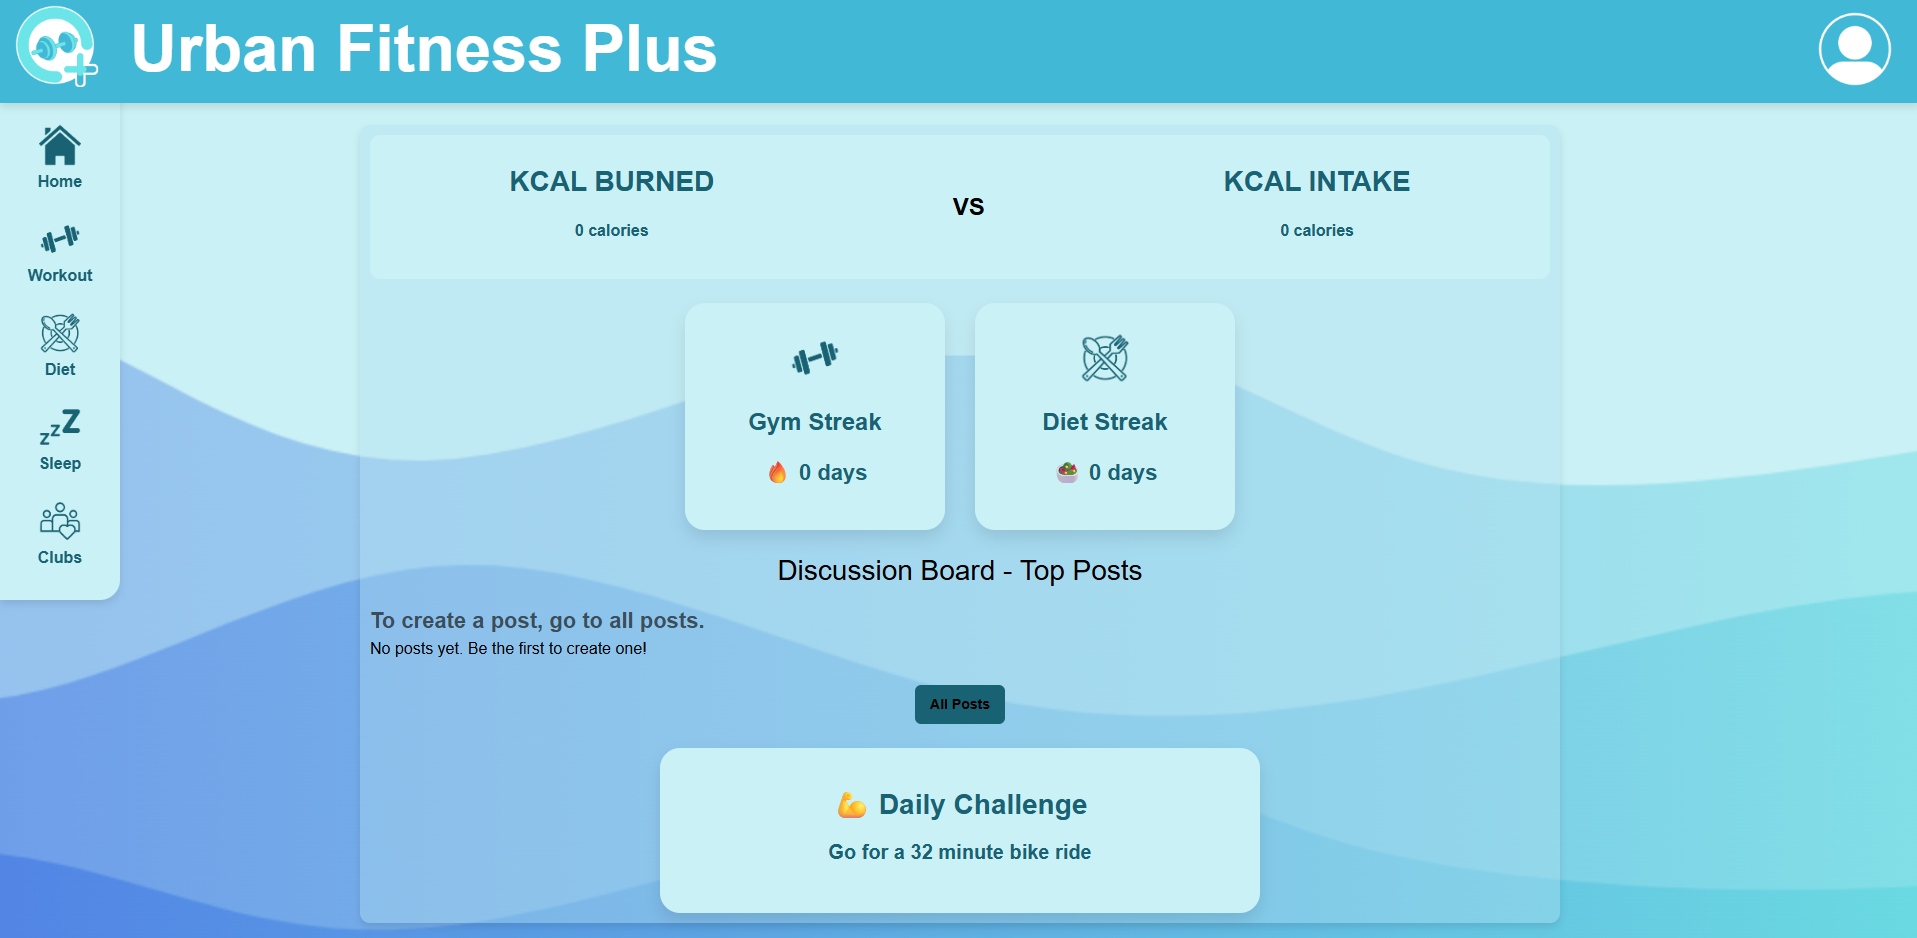 Urban Fitness Plus
Home
Workout
Diet
zzZ
Sleep
Clubs
KCAL BURNED
0 calories
VS
KCAL INTAKE
0 calories
Gym Streak
🔥 0 days
Diet Streak
🥗 0 days
Discussion Board - Top Posts
To create a post, go to all posts.
No posts yet. Be the first to create one!
All Posts
💪 Daily Challenge
Go for a 32 minute bike ride